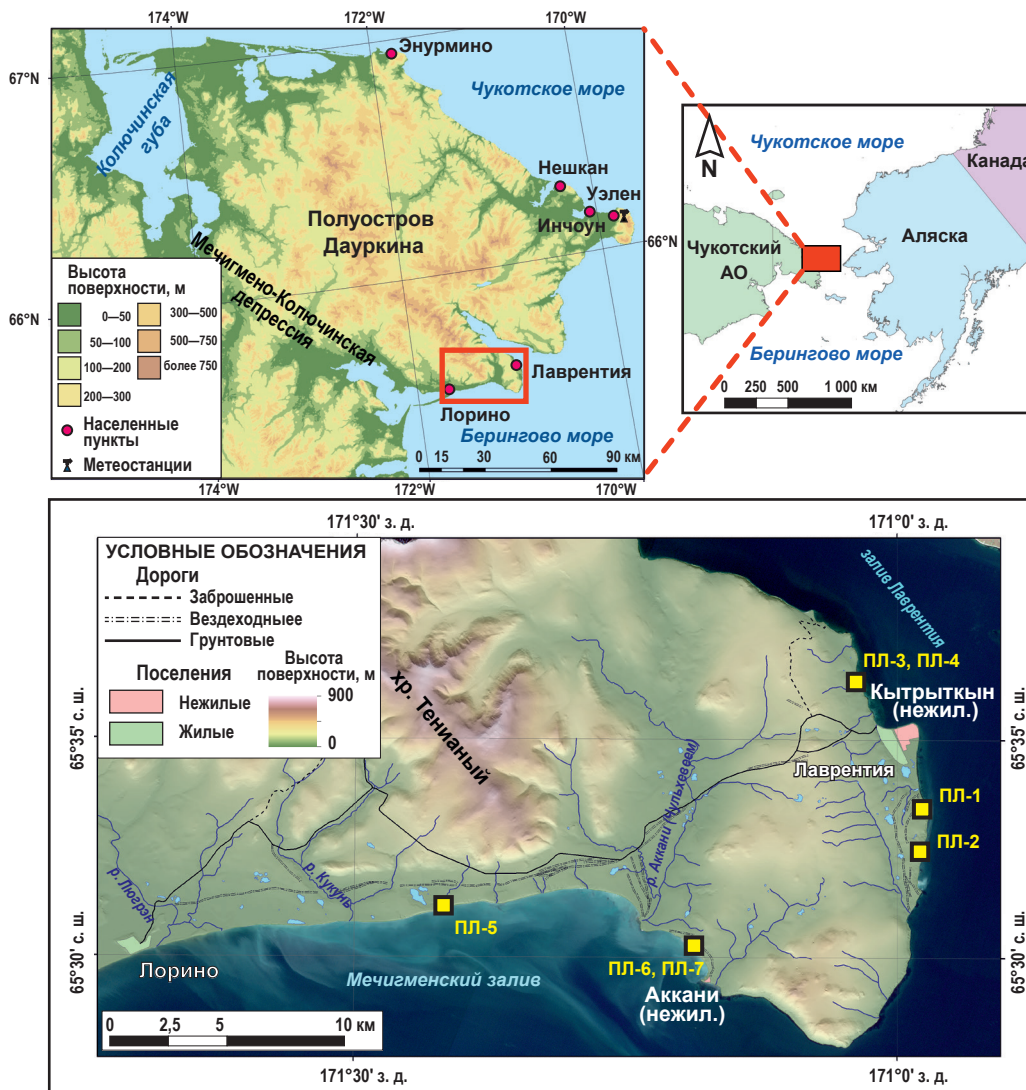 174°W
172°W
170°W
67°N
66°N
Энурмино
Чукотское море
Колючинская
губа
Нешкан
Уэлен
Инчоун
66°N
Полуостров
Дауркина
Мечигмено-Колючинская
депрессия
Высота
поверхности, м
0—50
300—500
50—100
500—750
100—200
более 750
200—300
Населенные
пункты
Метеостанции
Лаврентия
Лорино
Берингово море
0 15 30 60 90 км
174°W
172°W
170°W
N
Чукотское море
Канада
Чукотский
АО
Аляска
Берингово море
0 250 500 1 000 км
171°30' з. д.
171°0' з. д.
УСЛОВНЫЕ ОБОЗНАЧЕНИЯ
Дороги
Заброшенные
Вездеходныее
Грунтовые
Поселения
Нежилые
Жилые
Высота
поверхности, м
900
0
65°35' с. ш.
65°30' с. ш.
65°35' с. ш.
65°30' с. ш.
залив Лаврентия
хр. Тенианый
ПЛ-3, ПЛ-4
Кытрыткын
(нежил.)
Лаврентия
ПЛ-1
ПЛ-2
р. Аккани (Чульхевеем)
р. Кукунь
р. Люгрэн
ПЛ-5
ПЛ-6, ПЛ-7
Аккани
(нежил.)
Лорино
Мечигменский залив
0 2,5 5 10 км
171°30' з. д.
171°0' з. д.